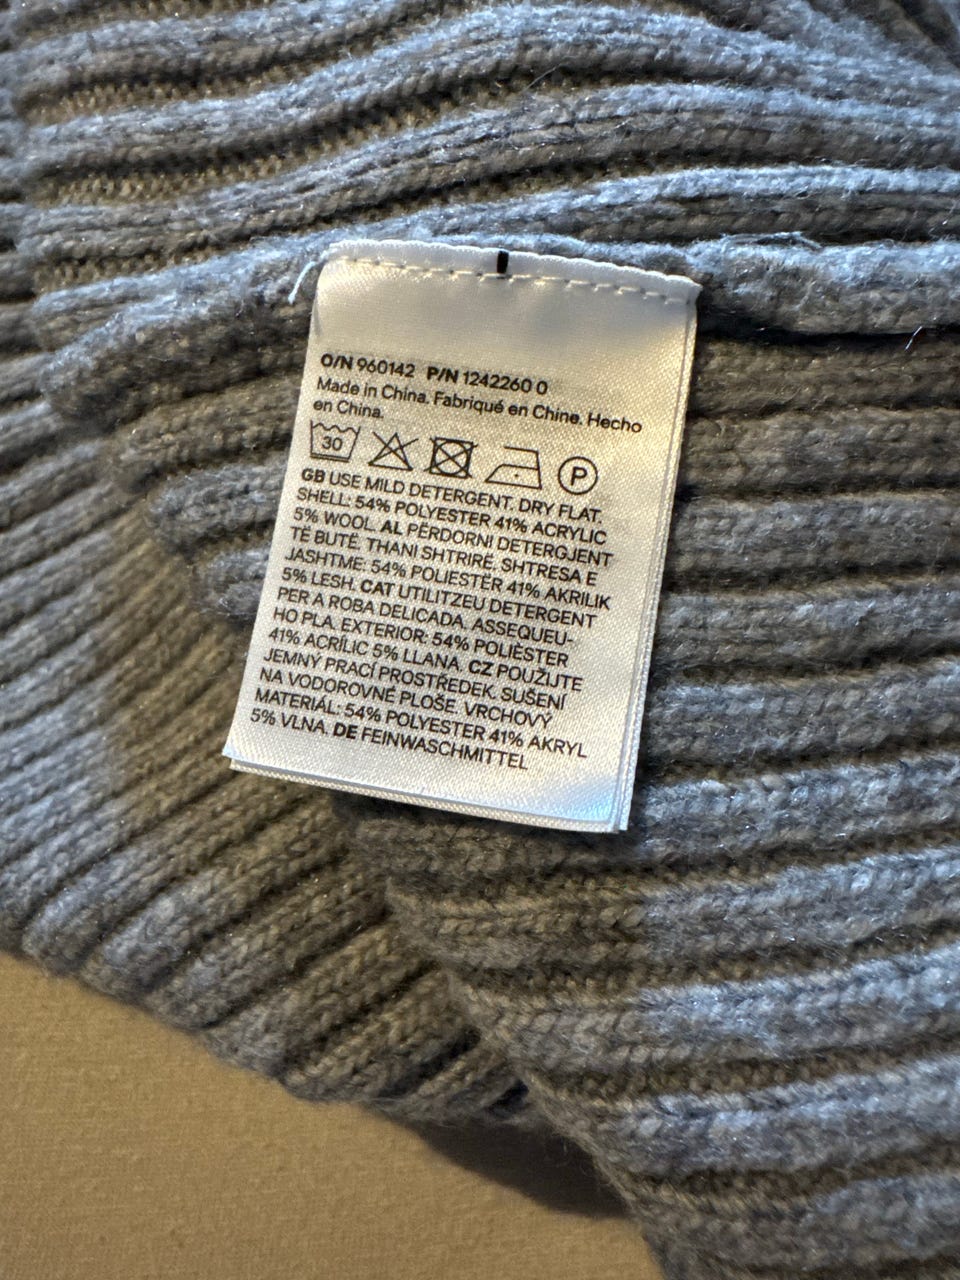 O/N 960142 P/N 1242260 0
Made in China. Fabriqué en Chine. Hecho
en China.
30 P
GB USE MILD DETERGENT. DRY FLAT.
SHELL: 54% POLYESTER 41% ACRYLIC
5% WOOL. AL PËRDORNI DETERGJENT
TË BUTË. THANI SHTRIRË. SHTRESA E
JASHTME: 54% POLIESTËR 41% AKRILIK
5% LESH. CAT UTILITZEU DETERGENT
PER A ROBA DELICADA. ASSEQUEU-
HO PLA. EXTERIOR: 54% POLIÈSTER
41% ACRÍLIC 5% LLANA. CZ POUŽIJTE
JEMNÝ PRACÍ PROSTŘEDEK. SUŠENÍ
NA VODOROVNÉ PLOŠE. VRCHOVÝ
MATERIÁL: 54% POLYESTER 41% AKRYL
5% VLNA. DE FEINWASCHMITTEL